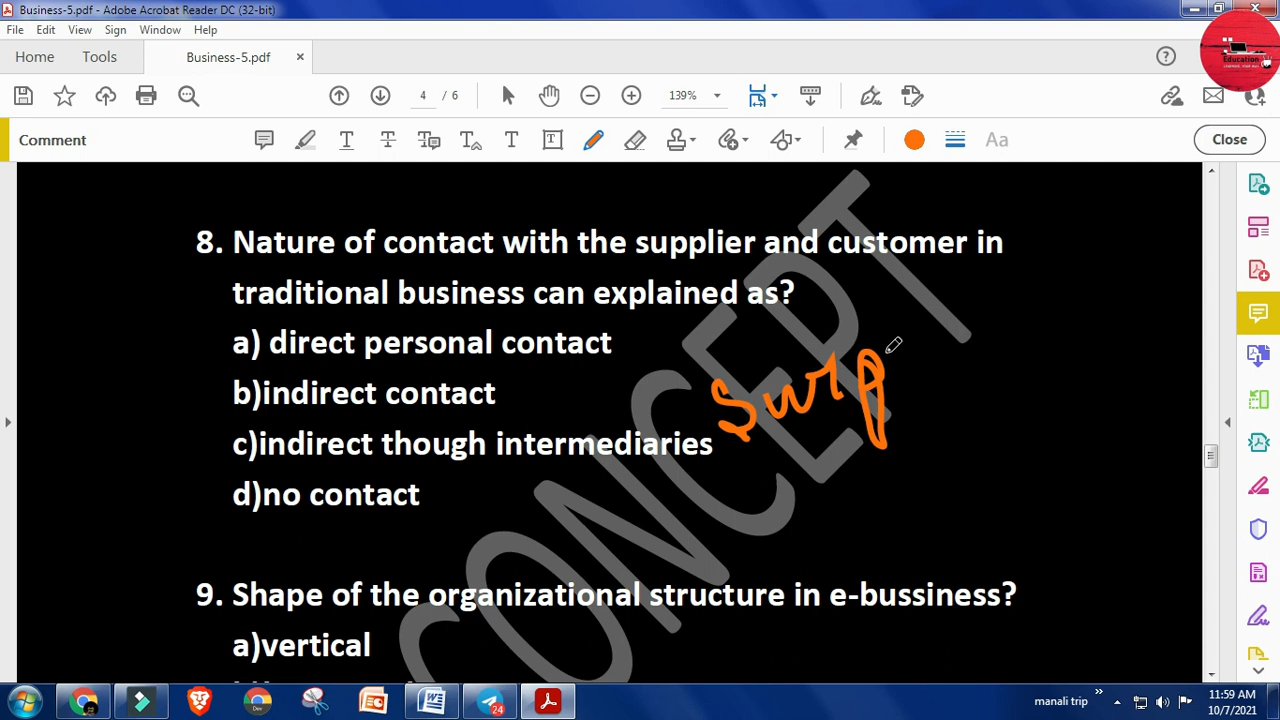 Business-5.pdf - Adobe Acrobat Reader DC (32-bit)
File Edit View Sign Window Help
Home Tools Business-5.pdf ×
Education
4 / 6 139%
Comment Aa Close
8. Nature of contact with the supplier and customer in
traditional business can explained as?
a) direct personal contact
b)indirect contact
c)indirect though intermediaries
d)no contact
9. Shape of the organizational structure in e-bussiness?
a)vertical
CONCEPT
24
manali trip
11:59 AM
10/7/2021